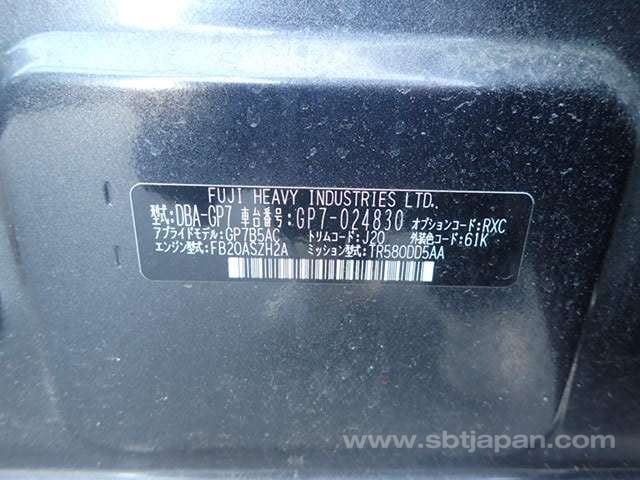 FUJI HEAVY INDUSTRIES LTD.
型式:DBA-GP7 車台番号:GP7-024830 オプションコード:RXC
アプライドモデル:GP7B5AC トリムコード:J20 外装色コード:61K
エンジン型式:FB20ASZH2A ミッション型式:TR580DD5AA
www.sbtjapan.com